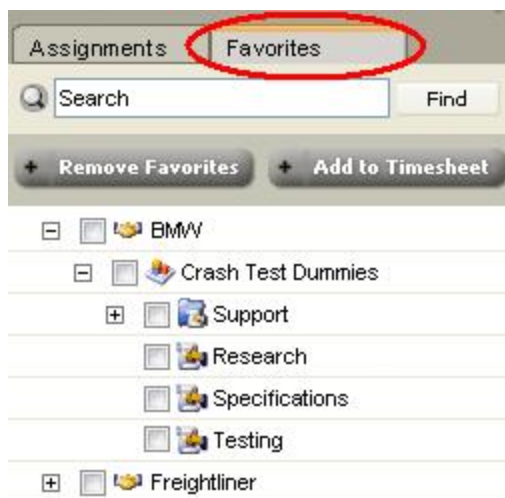 Assignments Favorites
Search Find
+ Remove Favorites + Add to Timesheet
BMW
Crash Test Dummies
Support
Research
Specifications
Testing
Freightliner